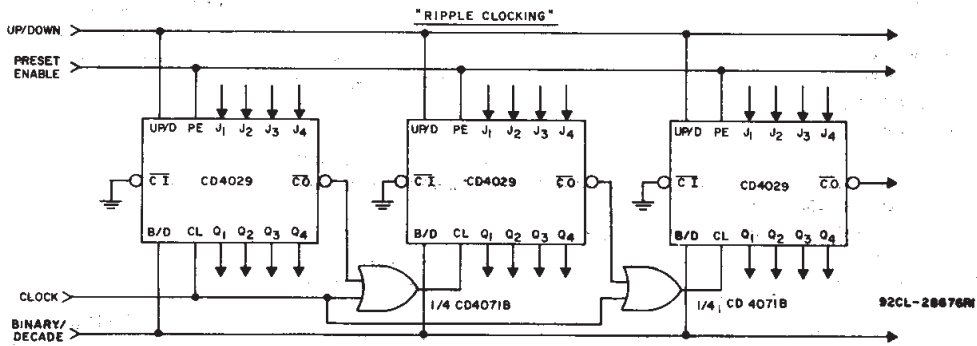 "RIPPLE CLOCKING"
UP/DOWN
PRESET
ENABLE
UP/D PE J1 J2 J3 J4
UP/D PE J1 J2 J3 J4
UP/D PE J1 J2 J3 J4
CI CD4029 CO
CI CD4029 CO
CI CD4029 CO
B/D CL Q1 Q2 Q3 Q4
B/D CL Q1 Q2 Q3 Q4
B/D CL Q1 Q2 Q3 Q4
CLOCK
1/4 CD4071B
1/4 CD 4071B
92CL-28676RI
BINARY/
DECADE